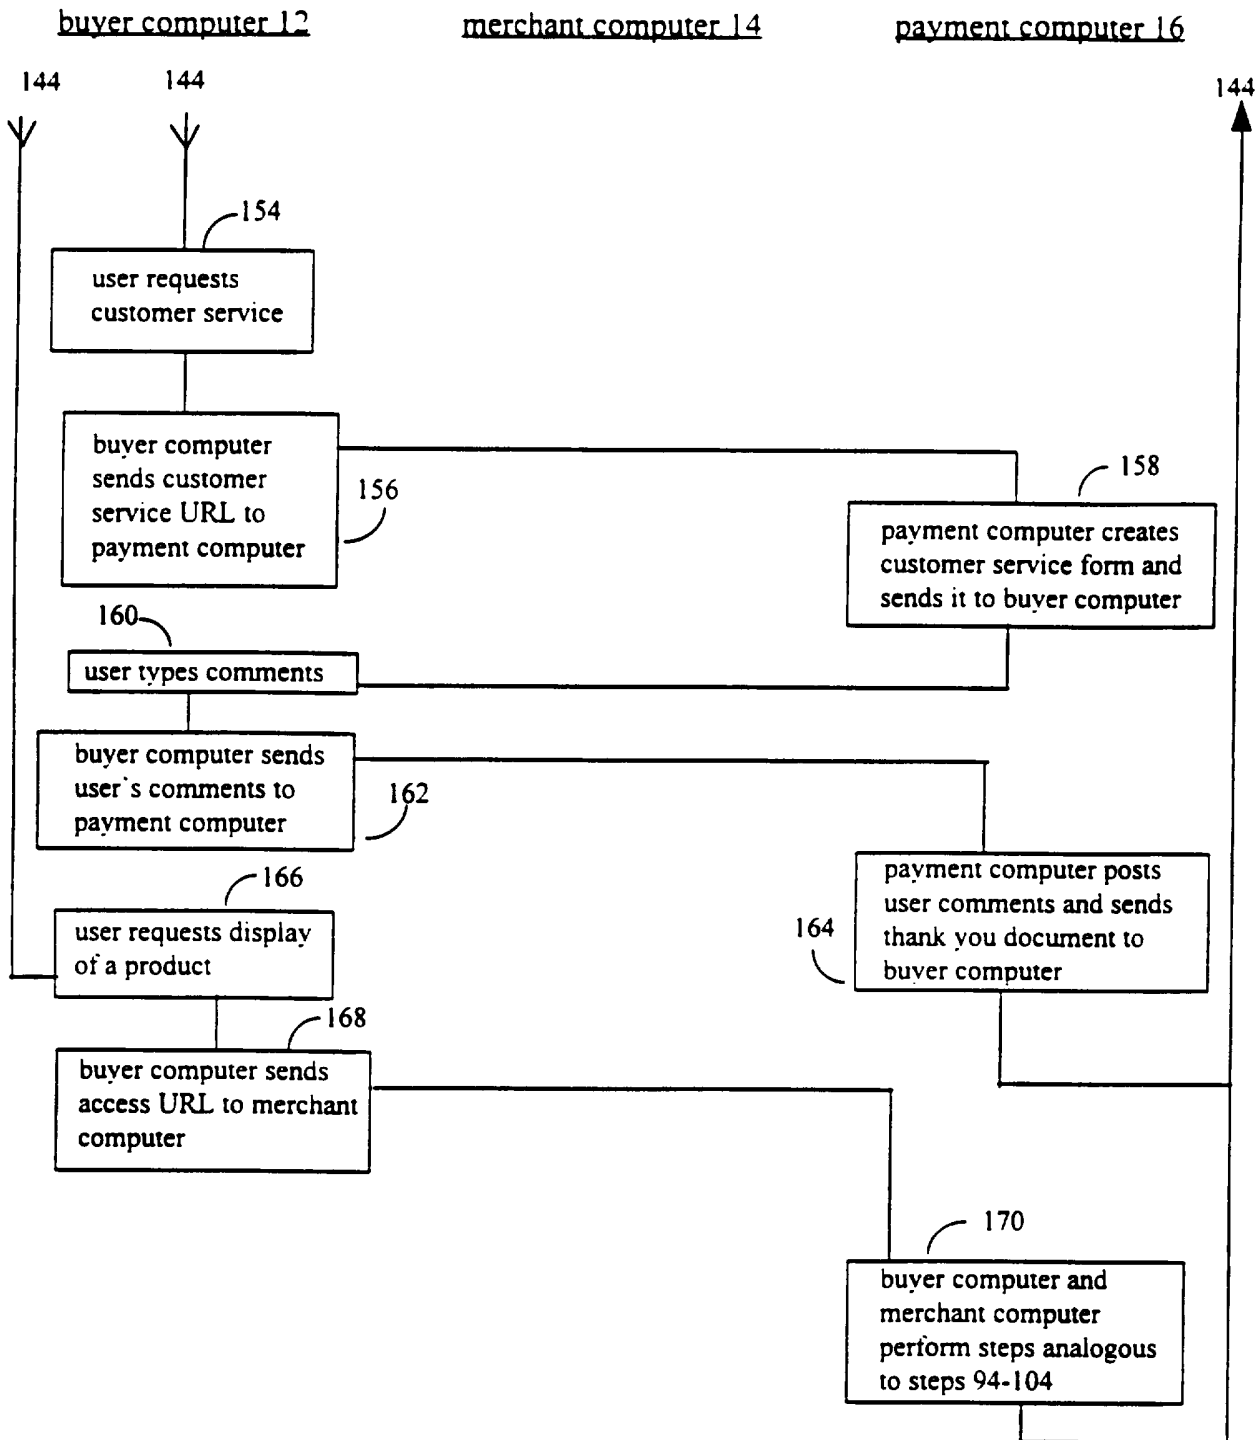 buyer computer 12
merchant computer 14
payment computer 16
144
144
144
154
user requests
customer service
buyer computer
sends customer
service URL to
payment computer
156
158
payment computer creates
customer service form and
sends it to buyer computer
160
user types comments
buyer computer sends
user's comments to
payment computer
162
payment computer posts
user comments and sends
thank you document to
buyer computer
164
166
user requests display
of a product
168
buyer computer sends
access URL to merchant
computer
170
buyer computer and
merchant computer
perform steps analogous
to steps 94-104